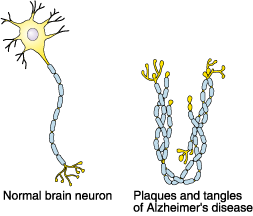 Normal brain neuron
Plaques and tangles
of Alzheimer's disease